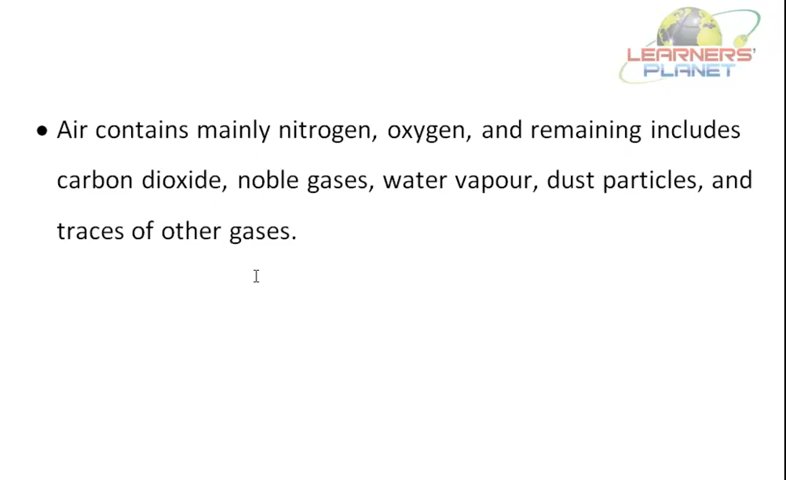 LEARNERS'
PLANET
• Air contains mainly nitrogen, oxygen, and remaining includes
carbon dioxide, noble gases, water vapour, dust particles, and
traces of other gases.